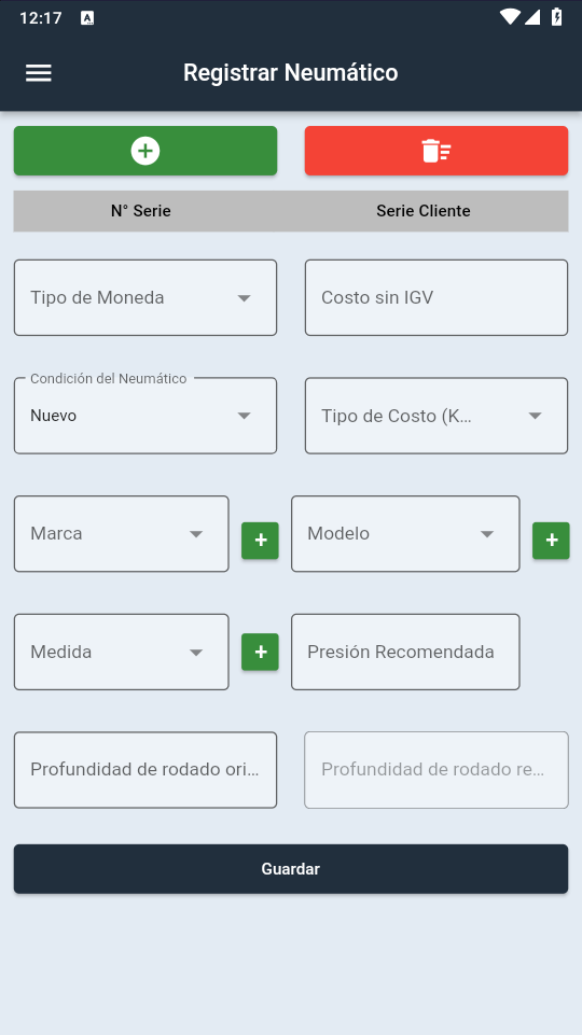 12:17 A
Registrar Neumático
N° Serie Serie Cliente
Tipo de Moneda Costo sin IGV
Condición del Neumático
Nuevo Tipo de Costo (K...
Marca + Modelo +
Medida + Presión Recomendada
Profundidad de rodado ori... Profundidad de rodado re...
Guardar